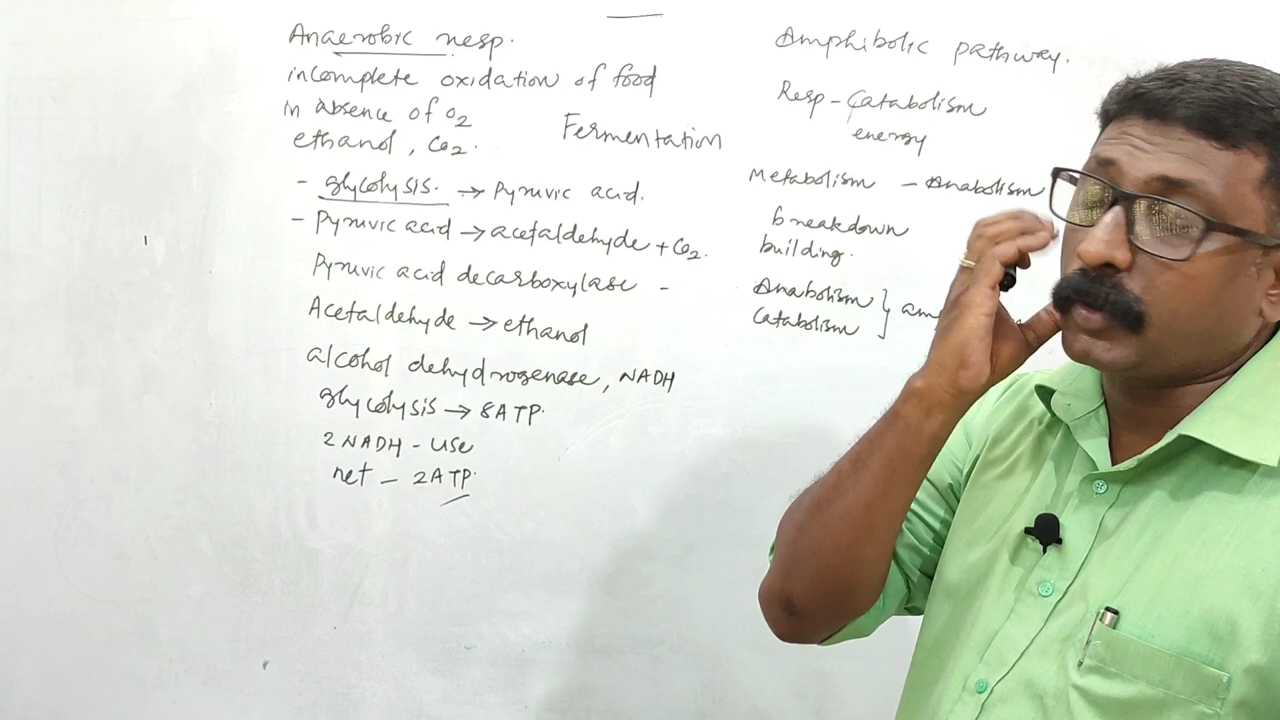 Anaerobic resp.
incomplete oxidation of food
in absence of O2
ethanol, CO2.
Fermentation
- glycolysis. → Pyruvic acid.
- Pyruvic acid → acetaldehyde + CO2.
Pyruvic acid decarboxylase -
Acetaldehyde → ethanol
alcohol dehydrogenase, NADH
glycolysis → 8ATP.
2NADH - use
net - 2ATP.
Amphibolic pathway.
Resp - Catabolism
energy
Metabolism - Anabolism
breakdown
building.
Anabolism
Catabolism } am